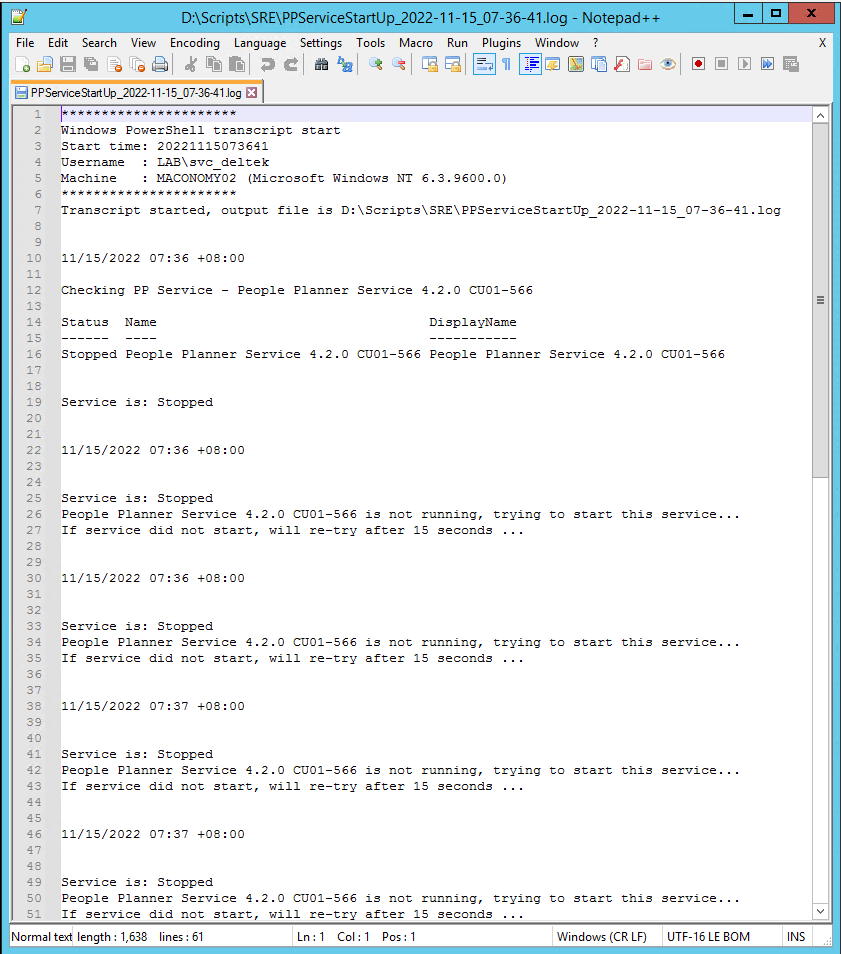 D:\Scripts\SRE\PPServiceStartUp_2022-11-15_07-36-41.log - Notepad++
File Edit Search View Encoding Language Settings Tools Macro Run Plugins Window ? X
PPServiceStartUp_2022-11-15_07-36-41.log
1 **********************
2 Windows PowerShell transcript start
3 Start time: 20221115073641
4 Username  : LAB\svc_deltek
5 Machine   : MACONOMY02 (Microsoft Windows NT 6.3.9600.0)
6 **********************
7 Transcript started, output file is D:\Scripts\SRE\PPServiceStartUp_2022-11-15_07-36-41.log
8
9
10 11/15/2022 07:36 +08:00
11
12 Checking PP Service - People Planner Service 4.2.0 CU01-566
13
14 Status  Name                                  DisplayName
15 ------  ----                                  -----------
16 Stopped People Planner Service 4.2.0 CU01-566 People Planner Service 4.2.0 CU01-566
17
18
19 Service is: Stopped
20
21
22 11/15/2022 07:36 +08:00
23
24
25 Service is: Stopped
26 People Planner Service 4.2.0 CU01-566 is not running, trying to start this service...
27 If service did not start, will re-try after 15 seconds ...
28
29
30 11/15/2022 07:36 +08:00
31
32
33 Service is: Stopped
34 People Planner Service 4.2.0 CU01-566 is not running, trying to start this service...
35 If service did not start, will re-try after 15 seconds ...
36
37
38 11/15/2022 07:37 +08:00
39
40
41 Service is: Stopped
42 People Planner Service 4.2.0 CU01-566 is not running, trying to start this service...
43 If service did not start, will re-try after 15 seconds ...
44
45
46 11/15/2022 07:37 +08:00
47
48
49 Service is: Stopped
50 People Planner Service 4.2.0 CU01-566 is not running, trying to start this service...
51 If service did not start, will re-try after 15 seconds ...
Normal text length : 1,638 lines : 61 Ln : 1 Col : 1 Pos : 1 Windows (CR LF) UTF-16 LE BOM INS